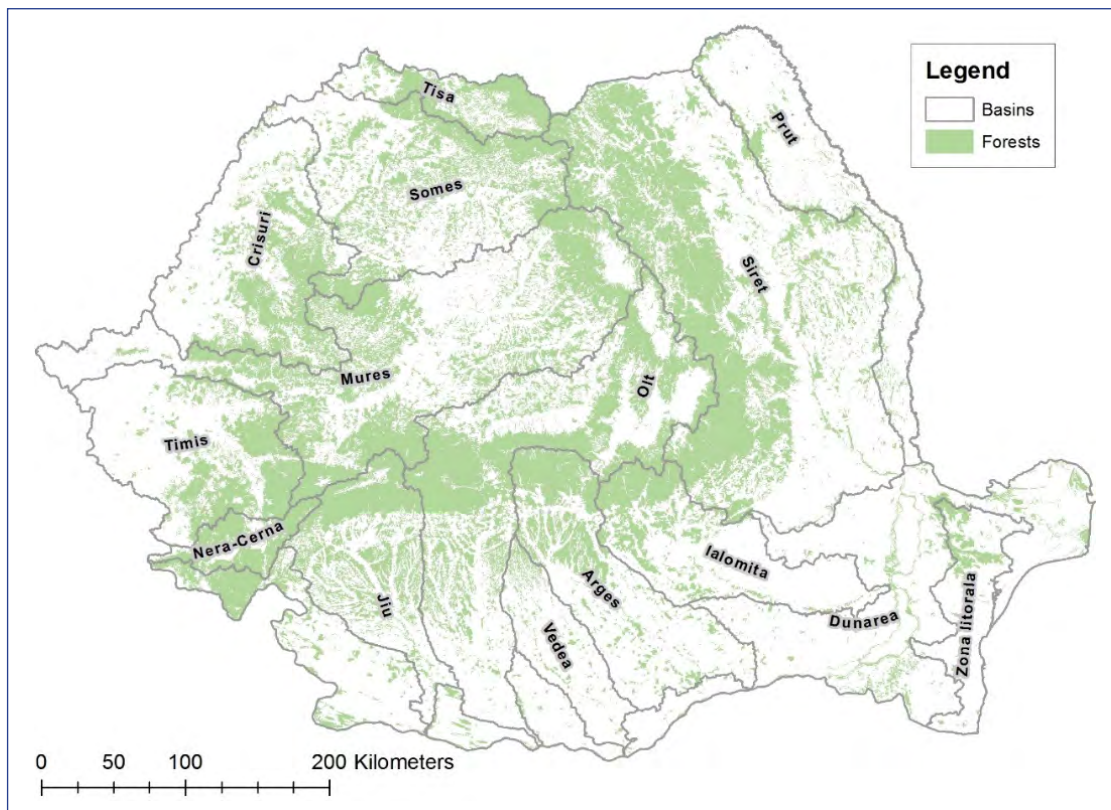 Legend
Basins
Forests
Tisa
Prut
Somes
Crisuri
Siret
Mures
Olt
Timis
Nera-Cerna
Jiu
Vedea
Arges
Ialomita
Dunarea
Zona litorala
0 50 100 200 Kilometers